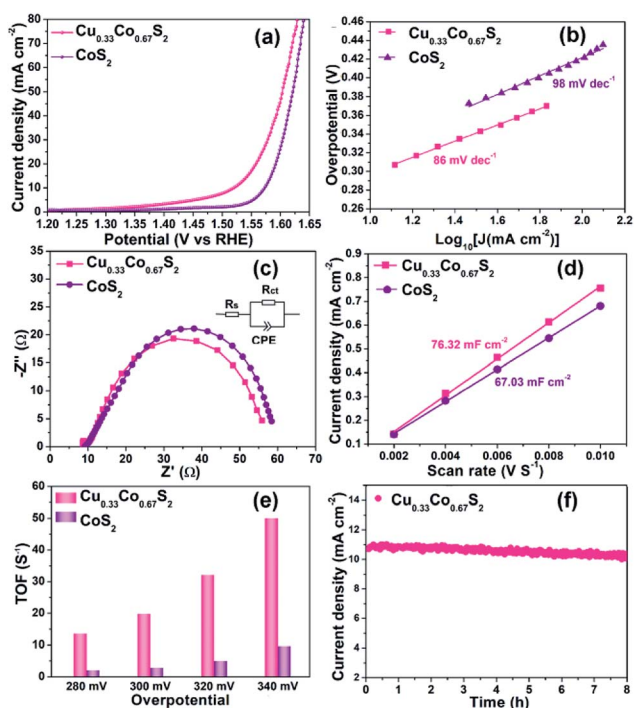 Cu0.33Co0.67S2
CoS2
(a)
80
70
60
50
40
30
20
10
0
Current density (mA cm-2)
1.20 1.25 1.30 1.35 1.40 1.45 1.50 1.55 1.60 1.65
Potential (V vs RHE)
Cu0.33Co0.67S2
CoS2
(b)
98 mV dec-1
86 mV dec-1
0.48
0.44
0.40
0.36
0.32
0.28
0.26
Overpotential (V)
1.0 1.2 1.4 1.6 1.8 2.0 2.2
Log10[J(mA cm-2)]
Cu0.33Co0.67S2
CoS2
(c)
Rs
Rct
CPE
-35
-30
-25
-20
-15
-10
-5
0
-Z'' (Ω)
0 10 20 30 40 50 60 70
Z' (Ω)
Cu0.33Co0.67S2
CoS2
(d)
76.32 mF cm-2
67.03 mF cm-2
1.0
0.9
0.8
0.7
0.6
0.5
0.4
0.3
0.2
0.1
Current density (mA cm-2)
0.002 0.004 0.006 0.008 0.010
Scan rate (V S-1)
Cu0.33Co0.67S2
CoS2
(e)
60
50
40
30
20
10
0
TOF (S-1)
280 mV 300 mV 320 mV 340 mV
Overpotential
Cu0.33Co0.67S2
(f)
14
12
10
8
6
4
2
Current density (mA cm-2)
0 1 2 3 4 5 6 7 8
Time (h)